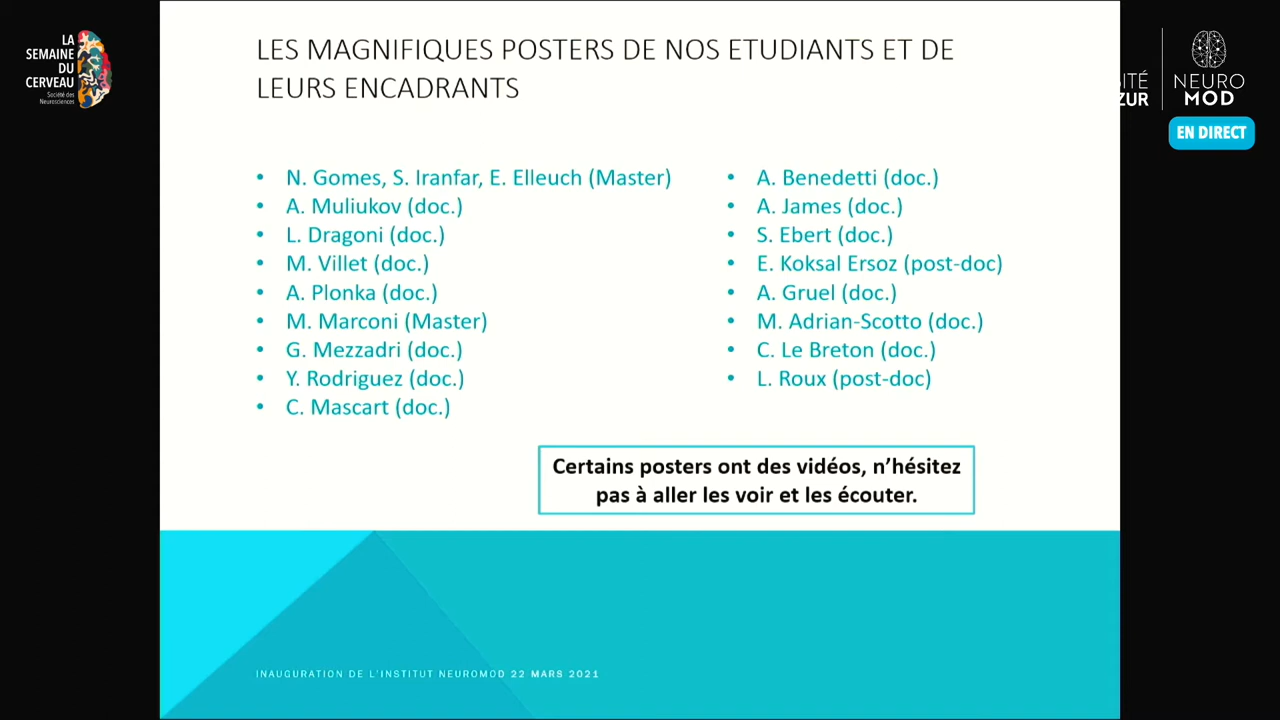 LA
SEMAINE
DU
CERVEAU
Société des
Neurosciences
LES MAGNIFIQUES POSTERS DE NOS ETUDIANTS ET DE
LEURS ENCADRANTS
• N. Gomes, S. Iranfar, E. Elleuch (Master)
• A. Muliukov (doc.)
• L. Dragoni (doc.)
• M. Villet (doc.)
• A. Plonka (doc.)
• M. Marconi (Master)
• G. Mezzadri (doc.)
• Y. Rodriguez (doc.)
• C. Mascart (doc.)
• A. Benedetti (doc.)
• A. James (doc.)
• S. Ebert (doc.)
• E. Koksal Ersoz (post-doc)
• A. Gruel (doc.)
• M. Adrian-Scotto (doc.)
• C. Le Breton (doc.)
• L. Roux (post-doc)
Certains posters ont des vidéos, n’hésitez
pas à aller les voir et les écouter.
INAUGURATION DE L’INSTITUT NEUROMOD 22 MARS 2021
SITÉ
ZUR
NEURO
MOD
EN DIRECT